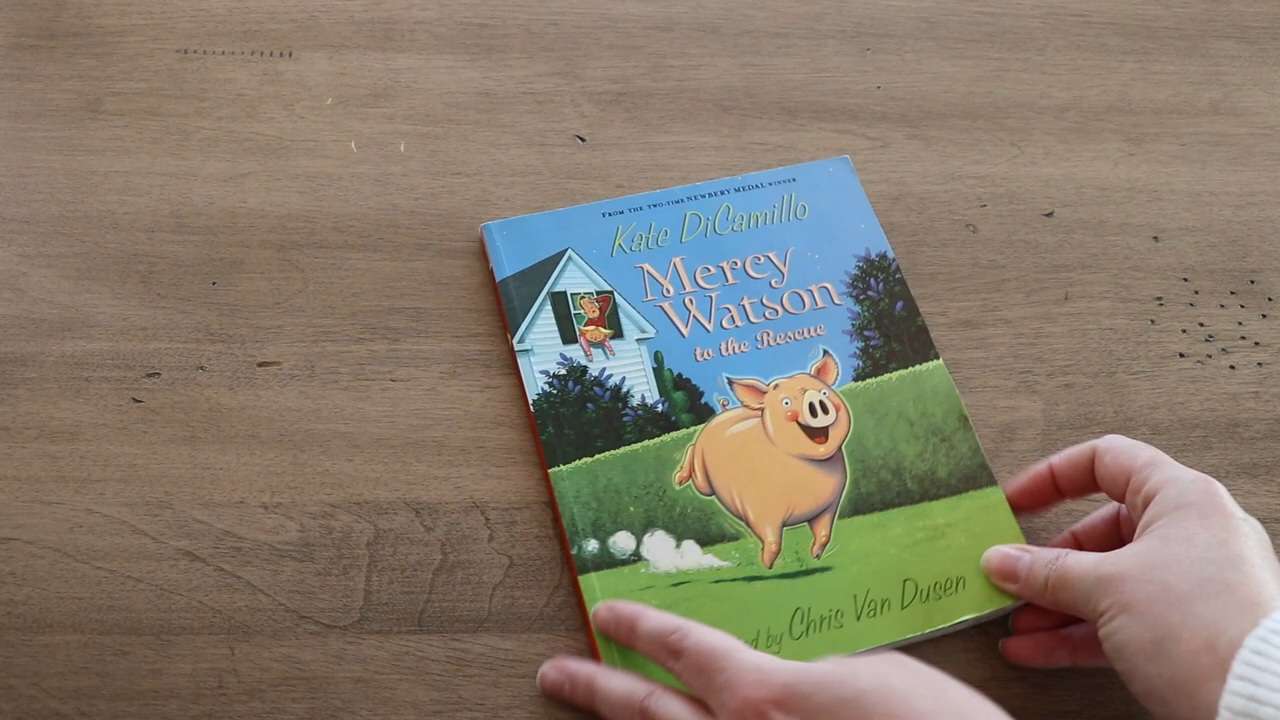 FROM THE TWO-TIME NEWBERY MEDAL WINNER
Kate DiCamillo
Mercy
Watson
to the Rescue
by Chris Van Dusen